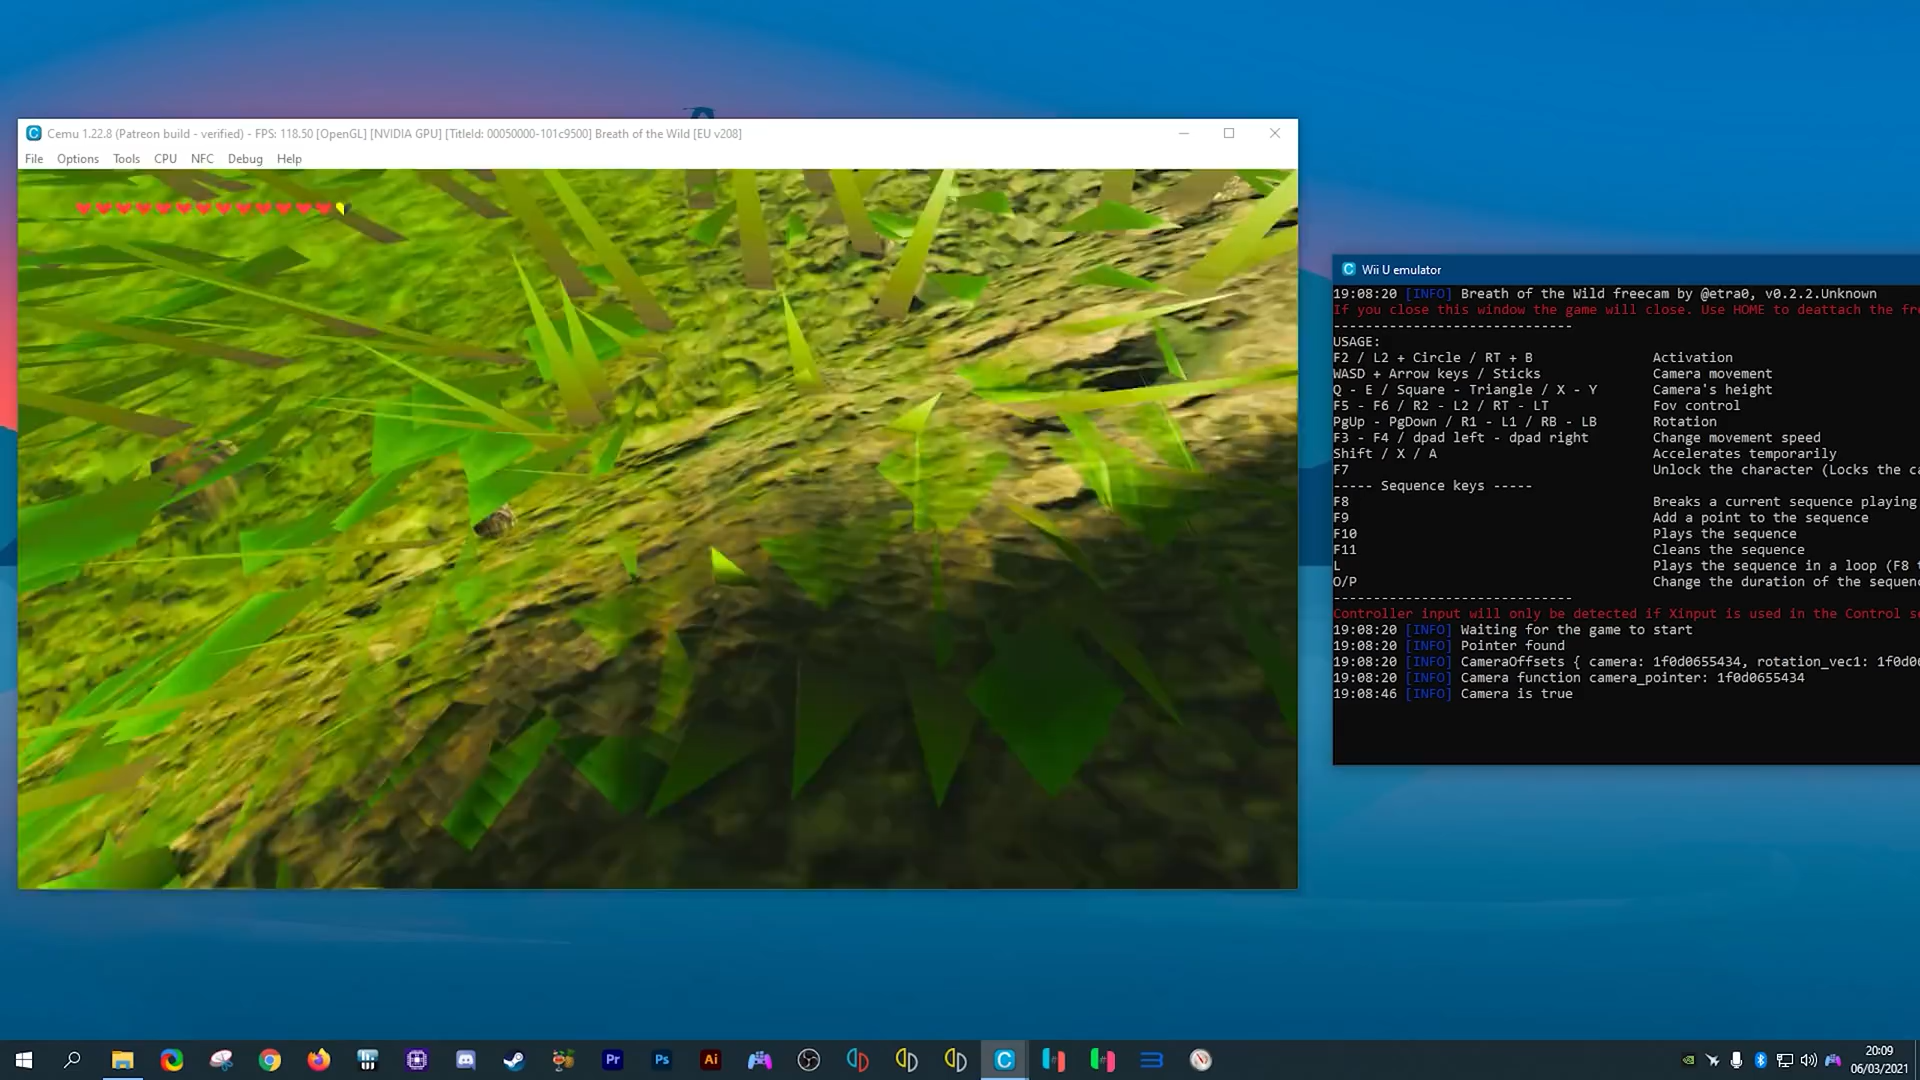 Cemu 1.22.8 (Patreon build - verified) - FPS: 118.50 [OpenGL] [NVIDIA GPU] [TitleId: 00050000-101c9500] Breath of the Wild [EU v208]
File Options Tools CPU NFC Debug Help
Wii U emulator
19:08:20 [INFO] Breath of the Wild freecam by @etra0, v0.2.2.Unknown
If you close this window the game will close. Use HOME to deattach the
-----------------------------
USAGE:
F2 / L2 + Circle / RT + B Activation
WASD + Arrow keys / Sticks Camera movement
Q - E / Square - Triangle / X - Y Camera's height
F5 - F6 / R2 - L2 / RT - LT Fov control
PgUp - PgDown / R1 - L1 / RB - LB Rotation
F3 - F4 / dpad left - dpad right Change movement speed
Shift / X / A Accelerates temporarily
F7 Unlock the character (Locks the
----- Sequence keys -----
F8 Breaks a current sequence playing
F9 Add a point to the sequence
F10 Plays the sequence
F11 Cleans the sequence
L Plays the sequence in a loop (F8
O/P Change the duration of the
-----------------------------
Controller input will only be detected if Xinput is used in the Control
19:08:20 [INFO] Waiting for the game to start
19:08:20 [INFO] Pointer found
19:08:20 [INFO] CameraOffsets { camera: 1f0d0655434, rotation_vec1:
19:08:20 [INFO] Camera function camera_pointer: 1f0d0655434
19:08:46 [INFO] Camera is true
Pr Ps Ai
20:09
06/03/2021